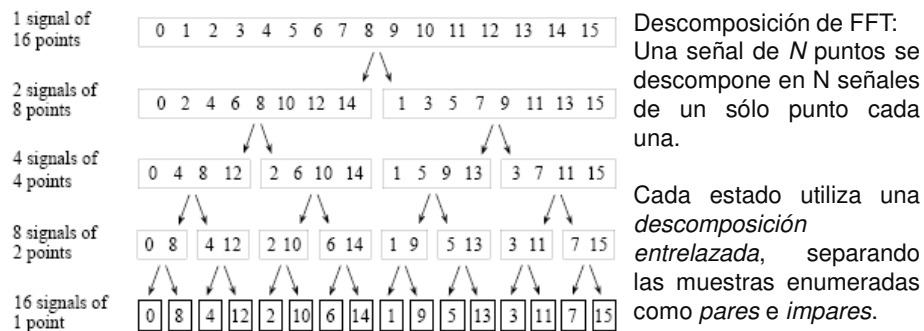 1 signal of
16 points
0 1 2 3 4 5 6 7 8 9 10 11 12 13 14 15
2 signals of
8 points
0 2 4 6 8 10 12 14 1 3 5 7 9 11 13 15
4 signals of
4 points
0 4 8 12 2 6 10 14 1 5 9 13 3 7 11 15
8 signals of
2 points
0 8 4 12 2 10 6 14 1 9 5 13 3 11 7 15
16 signals of
1 point
0 8 4 12 2 10 6 14 1 9 5 13 3 11 7 15
Descomposición de FFT:
Una señal de N puntos se
descompone en N señales
de un sólo punto cada
una.
Cada estado utiliza una
descomposición
entrelazada, separando
las muestras enumeradas
como pares e impares.